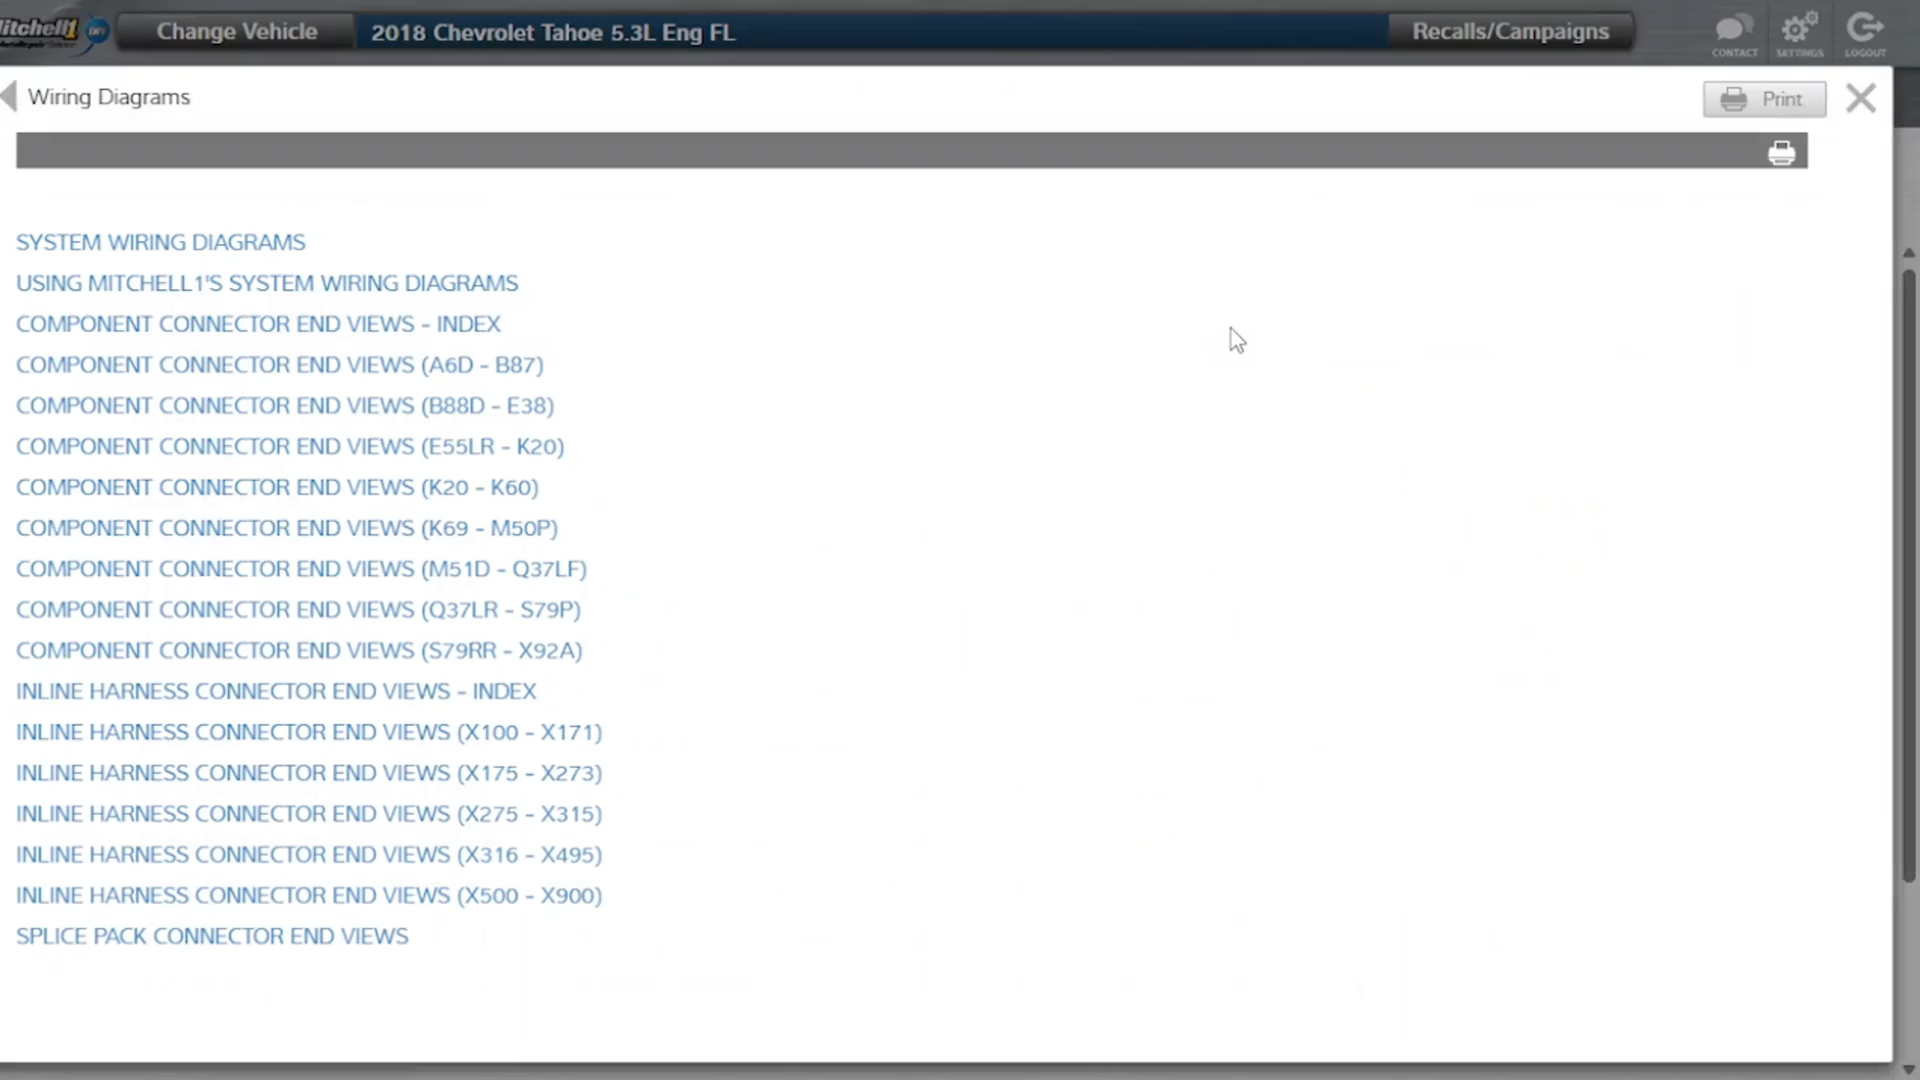 Change Vehicle
2018 Chevrolet Tahoe 5.3L Eng FL
Recalls/Campaigns
CONTACT
SETTINGS
LOGOUT
Wiring Diagrams
Print
SYSTEM WIRING DIAGRAMS
USING MITCHELL1'S SYSTEM WIRING DIAGRAMS
COMPONENT CONNECTOR END VIEWS - INDEX
COMPONENT CONNECTOR END VIEWS (A6D - B87)
COMPONENT CONNECTOR END VIEWS (B88D - E38)
COMPONENT CONNECTOR END VIEWS (E55LR - K20)
COMPONENT CONNECTOR END VIEWS (K20 - K60)
COMPONENT CONNECTOR END VIEWS (K69 - M50P)
COMPONENT CONNECTOR END VIEWS (M51D - Q37LF)
COMPONENT CONNECTOR END VIEWS (Q37LR - S79P)
COMPONENT CONNECTOR END VIEWS (S79RR - X92A)
INLINE HARNESS CONNECTOR END VIEWS - INDEX
INLINE HARNESS CONNECTOR END VIEWS (X100 - X171)
INLINE HARNESS CONNECTOR END VIEWS (X175 - X273)
INLINE HARNESS CONNECTOR END VIEWS (X275 - X315)
INLINE HARNESS CONNECTOR END VIEWS (X316 - X495)
INLINE HARNESS CONNECTOR END VIEWS (X500 - X900)
SPLICE PACK CONNECTOR END VIEWS